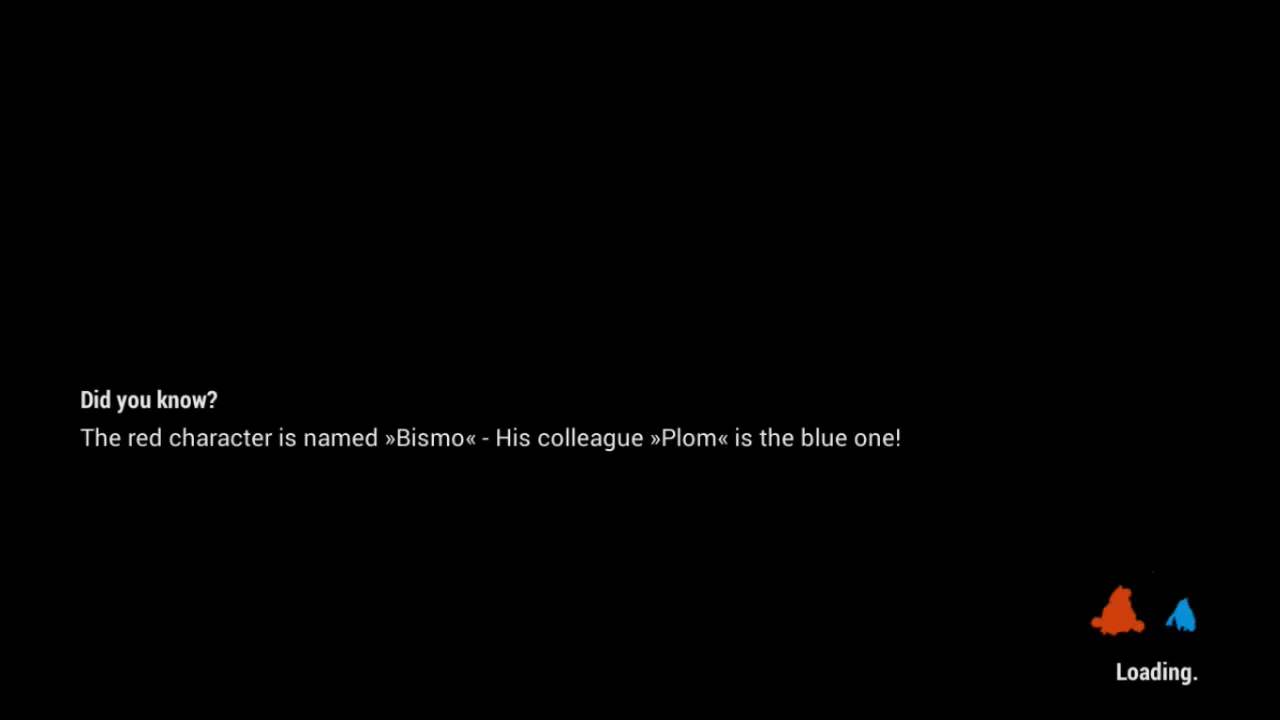 Did you know?
The red character is named »Bismo« - His colleague »Plom« is the blue one!
Loading.